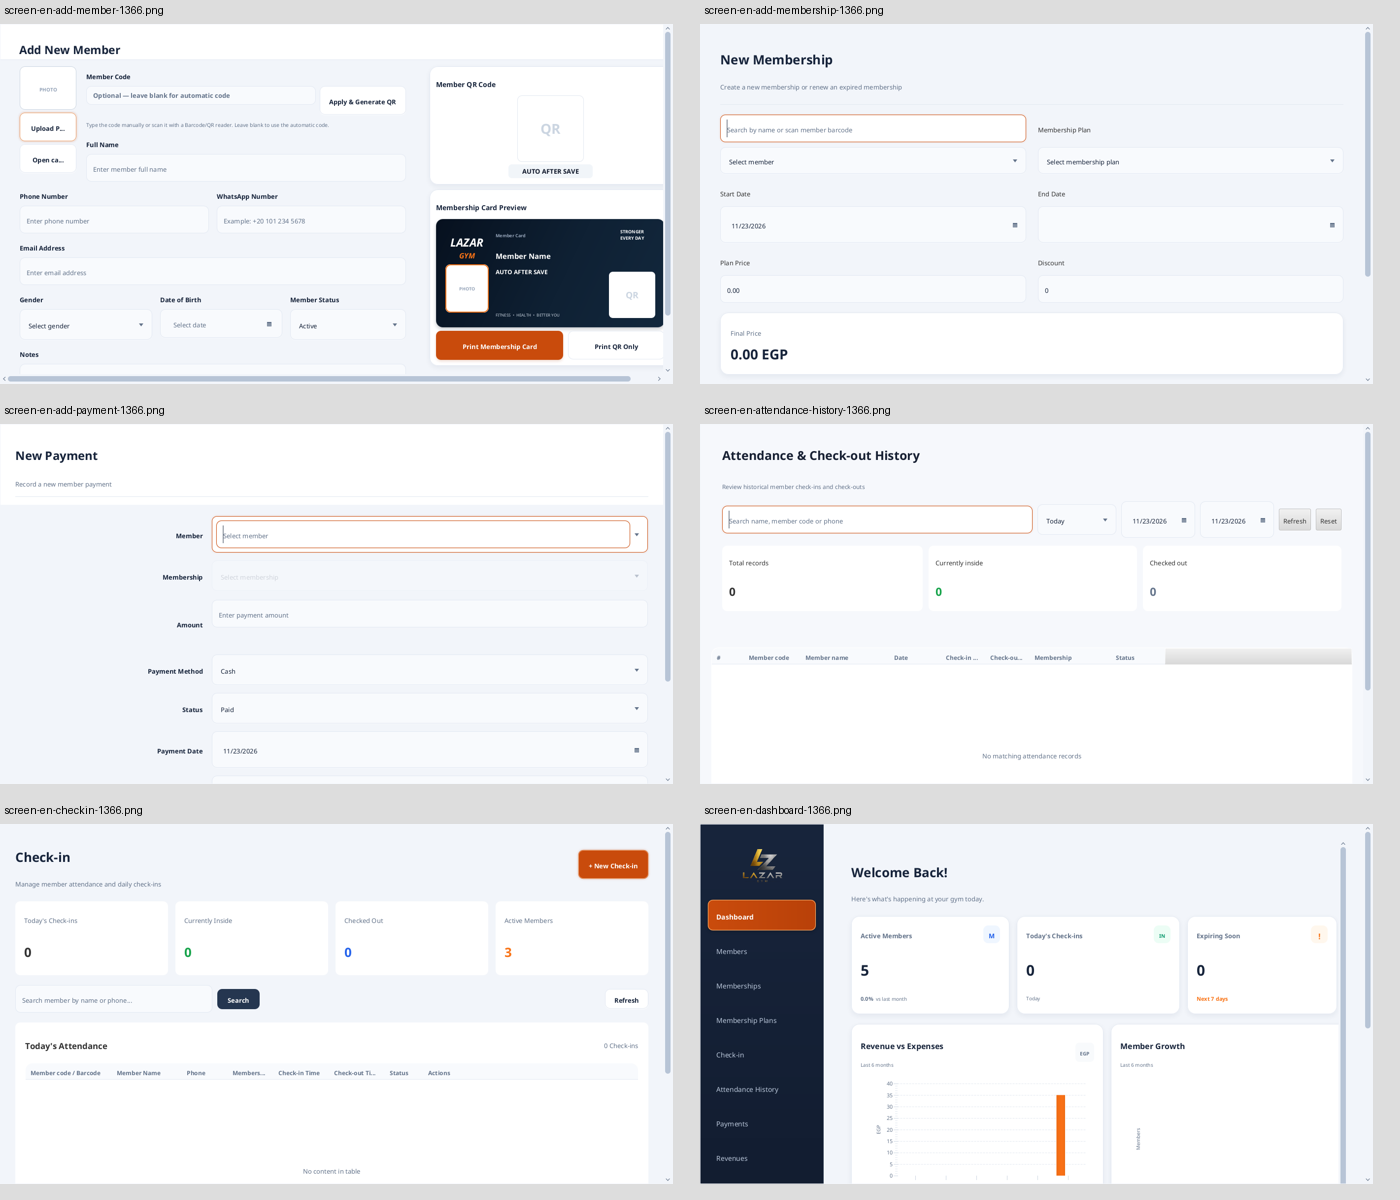 screen-en-add-member-1366.png
Add New Member
PHOTO
Upload P...
Open ca...
Member Code
Optional — leave blank for automatic code
Apply & Generate QR
Type the code manually or scan it with a Barcode/QR reader. Leave blank to use the automatic code.
Full Name
Enter member full name
Phone Number
WhatsApp Number
Enter phone number
Example: +20 101 234 5678
Email Address
Enter email address
Gender
Date of Birth
Member Status
Select gender
Select date
Active
Notes
Member QR Code
QR
AUTO AFTER SAVE
Membership Card Preview
LAZAR
GYM
Member Card
STRONGER
EVERY DAY
Member Name
AUTO AFTER SAVE
PHOTO
QR
FITNESS • HEALTH • BETTER YOU
Print Membership Card
Print QR Only
screen-en-add-membership-1366.png
New Membership
Create a new membership or renew an expired membership
Search by name or scan member barcode
Membership Plan
Select member
Select membership plan
Start Date
End Date
11/23/2026
Plan Price
Discount
0.00
0
Final Price
0.00 EGP
screen-en-add-payment-1366.png
New Payment
Record a new member payment
Member
Select member
Membership
Select membership
Amount
Enter payment amount
Payment Method
Cash
Status
Paid
Payment Date
11/23/2026
screen-en-attendance-history-1366.png
Attendance & Check-out History
Review historical member check-ins and check-outs
Search name, member code or phone
Today
11/23/2026
11/23/2026
Refresh
Reset
Total records
Currently inside
Checked out
0
0
0
#
Member code
Member name
Date
Check-in ...
Check-ou...
Membership
Status
No matching attendance records
screen-en-checkin-1366.png
Check-in
+ New Check-in
Manage member attendance and daily check-ins
Today's Check-ins
Currently Inside
Checked Out
Active Members
0
0
0
3
Search member by name or phone...
Search
Refresh
Today's Attendance
0 Check-ins
Member code / Barcode
Member Name
Phone
Members...
Check-in Time
Check-out Ti...
Status
Actions
No content in table
screen-en-dashboard-1366.png
LAZAR
Dashboard
Members
Memberships
Membership Plans
Check-in
Attendance History
Payments
Revenues
Welcome Back!
Here's what's happening at your gym today.
Active Members
M
5
0.0% vs last month
Today's Check-ins
IN
0
Today
Expiring Soon
!
0
Next 7 days
Revenue vs Expenses
EGP
Last 6 months
40
35
30
25
20
15
10
5
0
EGP
Member Growth
Last 6 months
Members